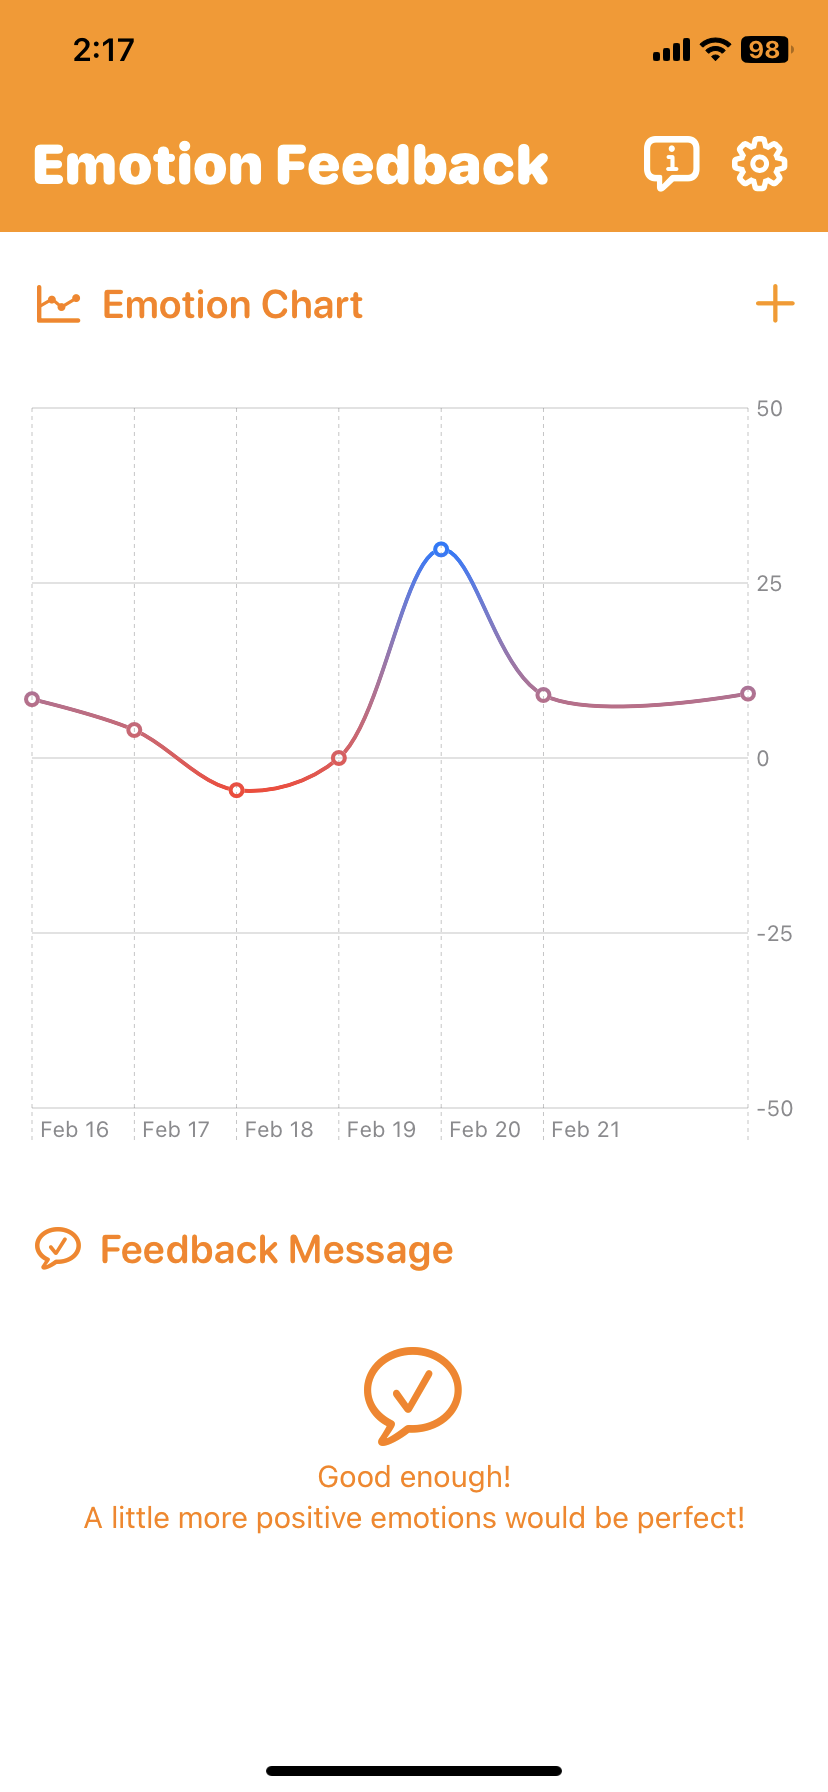 2:17
98
Emotion Feedback
Emotion Chart
50
25
0
-25
-50
Feb 16 Feb 17 Feb 18 Feb 19 Feb 20 Feb 21
Feedback Message
Good enough!
A little more positive emotions would be perfect!